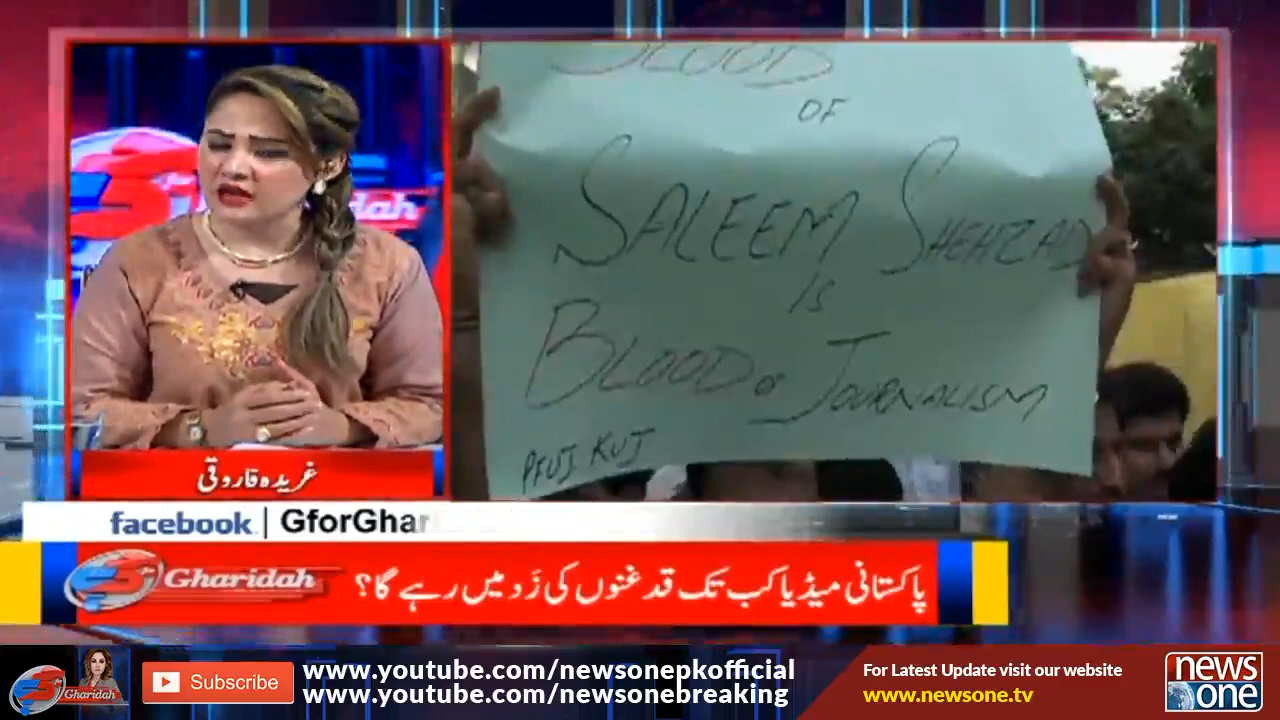 BLOOD
OF
SALEEM SHEHZAD
IS
BLOOD OF JOURNALISM
PFUJ KUJ
غریدہ فاروقی
facebook | GforGhar
G for Gharidah
پاکستانی میڈیا کب تک قدغنوں کی زَد میں رہے گا؟
Gharidah
Subscribe
www.youtube.com/newsonepkofficial
www.youtube.com/newsonebreaking
For Latest Update visit our website
www.newsone.tv
news
one